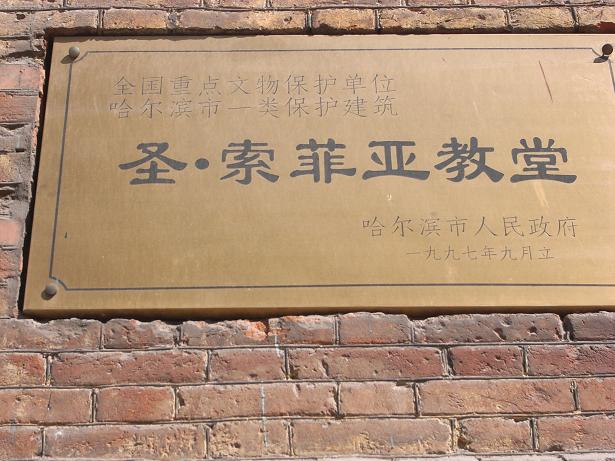 全国重点文物保护单位
哈尔滨市一类保护建筑
圣·索菲亚教堂
哈尔滨市人民政府
一九九七年九月立